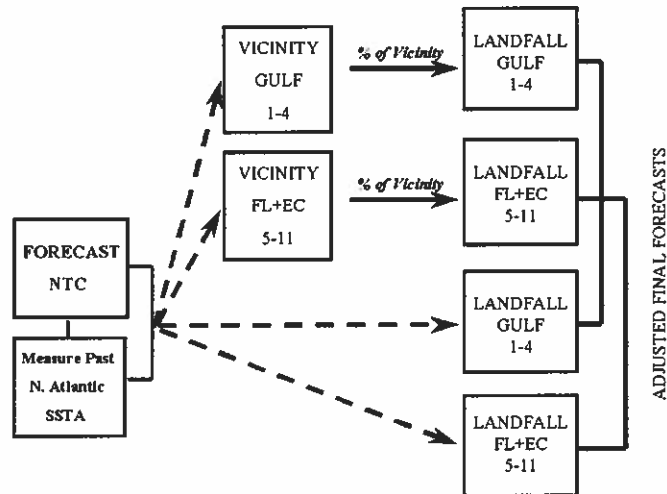 VICINITY
GULF
1-4
% of Vicinity
LANDFALL
GULF
1-4
VICINITY
FL+EC
5-11
% of Vicinity
LANDFALL
FL+EC
5-11
FORECAST
NTC
Measure Past
N. Atlantic
SSTA
LANDFALL
GULF
1-4
LANDFALL
FL+EC
5-11
ADJUSTED FINAL FORECASTS